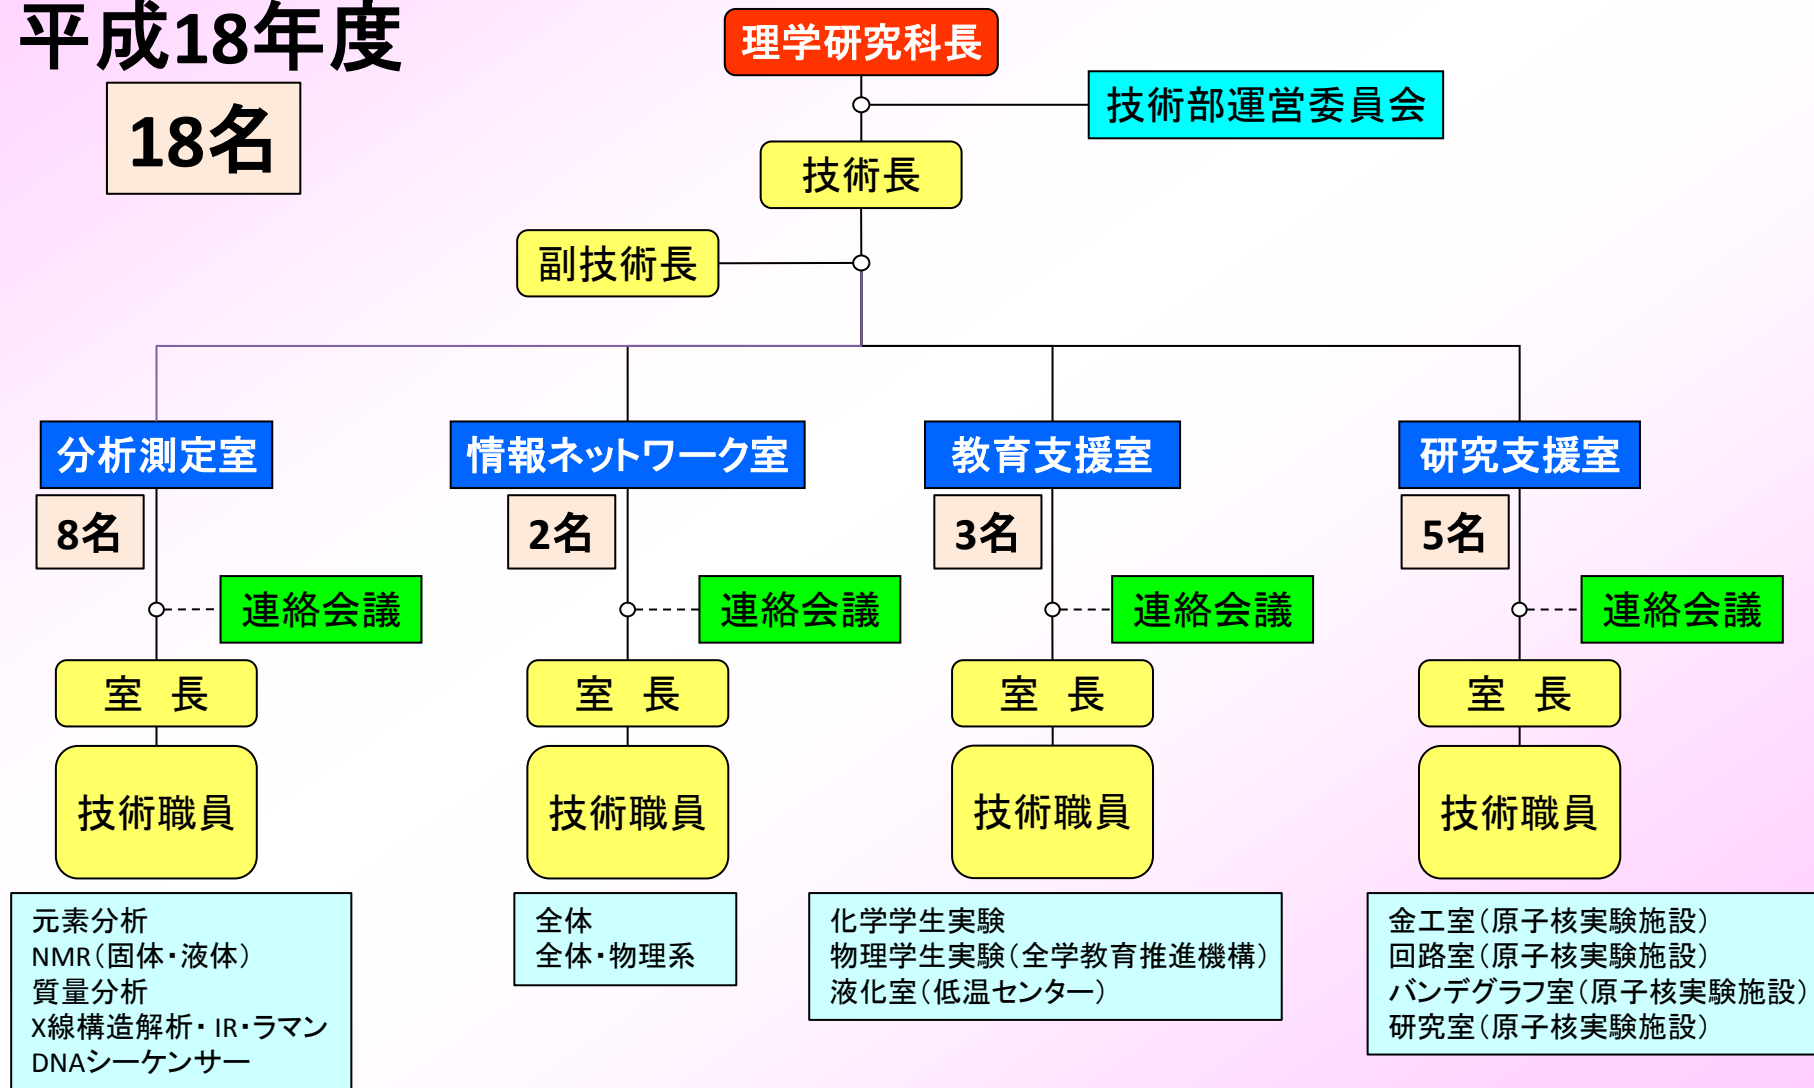 平成18年度
18名
理学研究科長
技術部運営委員会
技術長
副技術長
分析測定室
情報ネットワーク室
教育支援室
研究支援室
8名
2名
3名
5名
連絡会議
連絡会議
連絡会議
連絡会議
室　長
室　長
室　長
室　長
技術職員
技術職員
技術職員
技術職員
元素分析
NMR(固体・液体)
質量分析
X線構造解析・IR・ラマン
DNAシーケンサー
全体
全体・物理系
化学学生実験
物理学生実験(全学教育推進機構)
液化室(低温センター)
金工室(原子核実験施設)
回路室(原子核実験施設)
バンデグラフ室(原子核実験施設)
研究室(原子核実験施設)